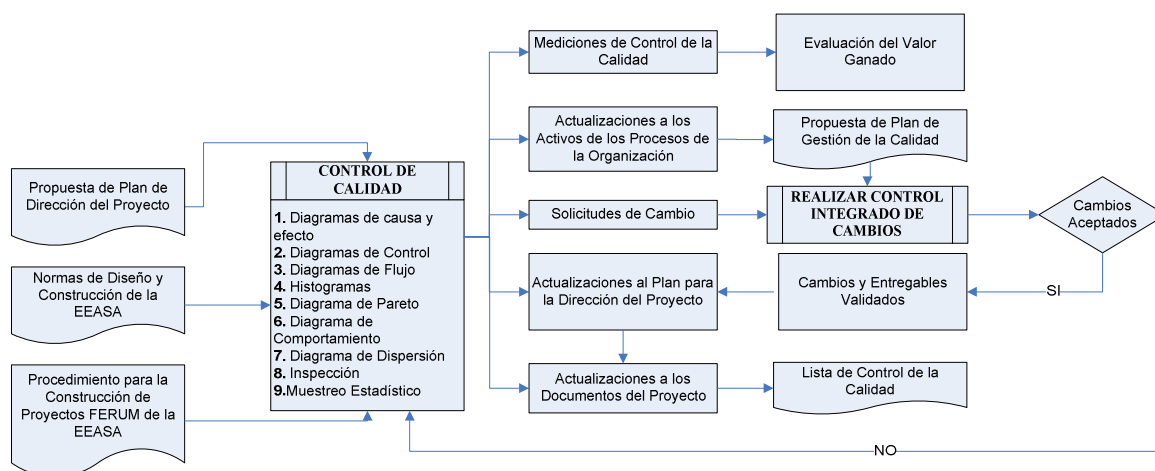 Propuesta de Plan de
Dirección del Proyecto
Normas de Diseño y
Construcción de la
EEASA
Procedimiento para la
Construcción de
Proyectos FERUM de la
EEASA
CONTROL DE
CALIDAD
1. Diagramas de causa y
efecto
2. Diagramas de Control
3. Diagramas de Flujo
4. Histogramas
5. Diagrama de Pareto
6. Diagrama de
Comportamiento
7. Diagrama de Dispersión
8. Inspección
9.Muestreo Estadístico
Mediciones de Control de la
Calidad
Evaluación del Valor
Ganado
Actualizaciones a los
Activos de los Procesos de
la Organización
Propuesta de Plan de
Gestión de la Calidad
Solicitudes de Cambio
REALIZAR CONTROL
INTEGRADO DE
CAMBIOS
Cambios
Aceptados
SI
Actualizaciones al Plan para
la Dirección del Proyecto
Cambios y Entregables
Validados
Actualizaciones a los
Documentos del Proyecto
Lista de Control de la
Calidad
NO